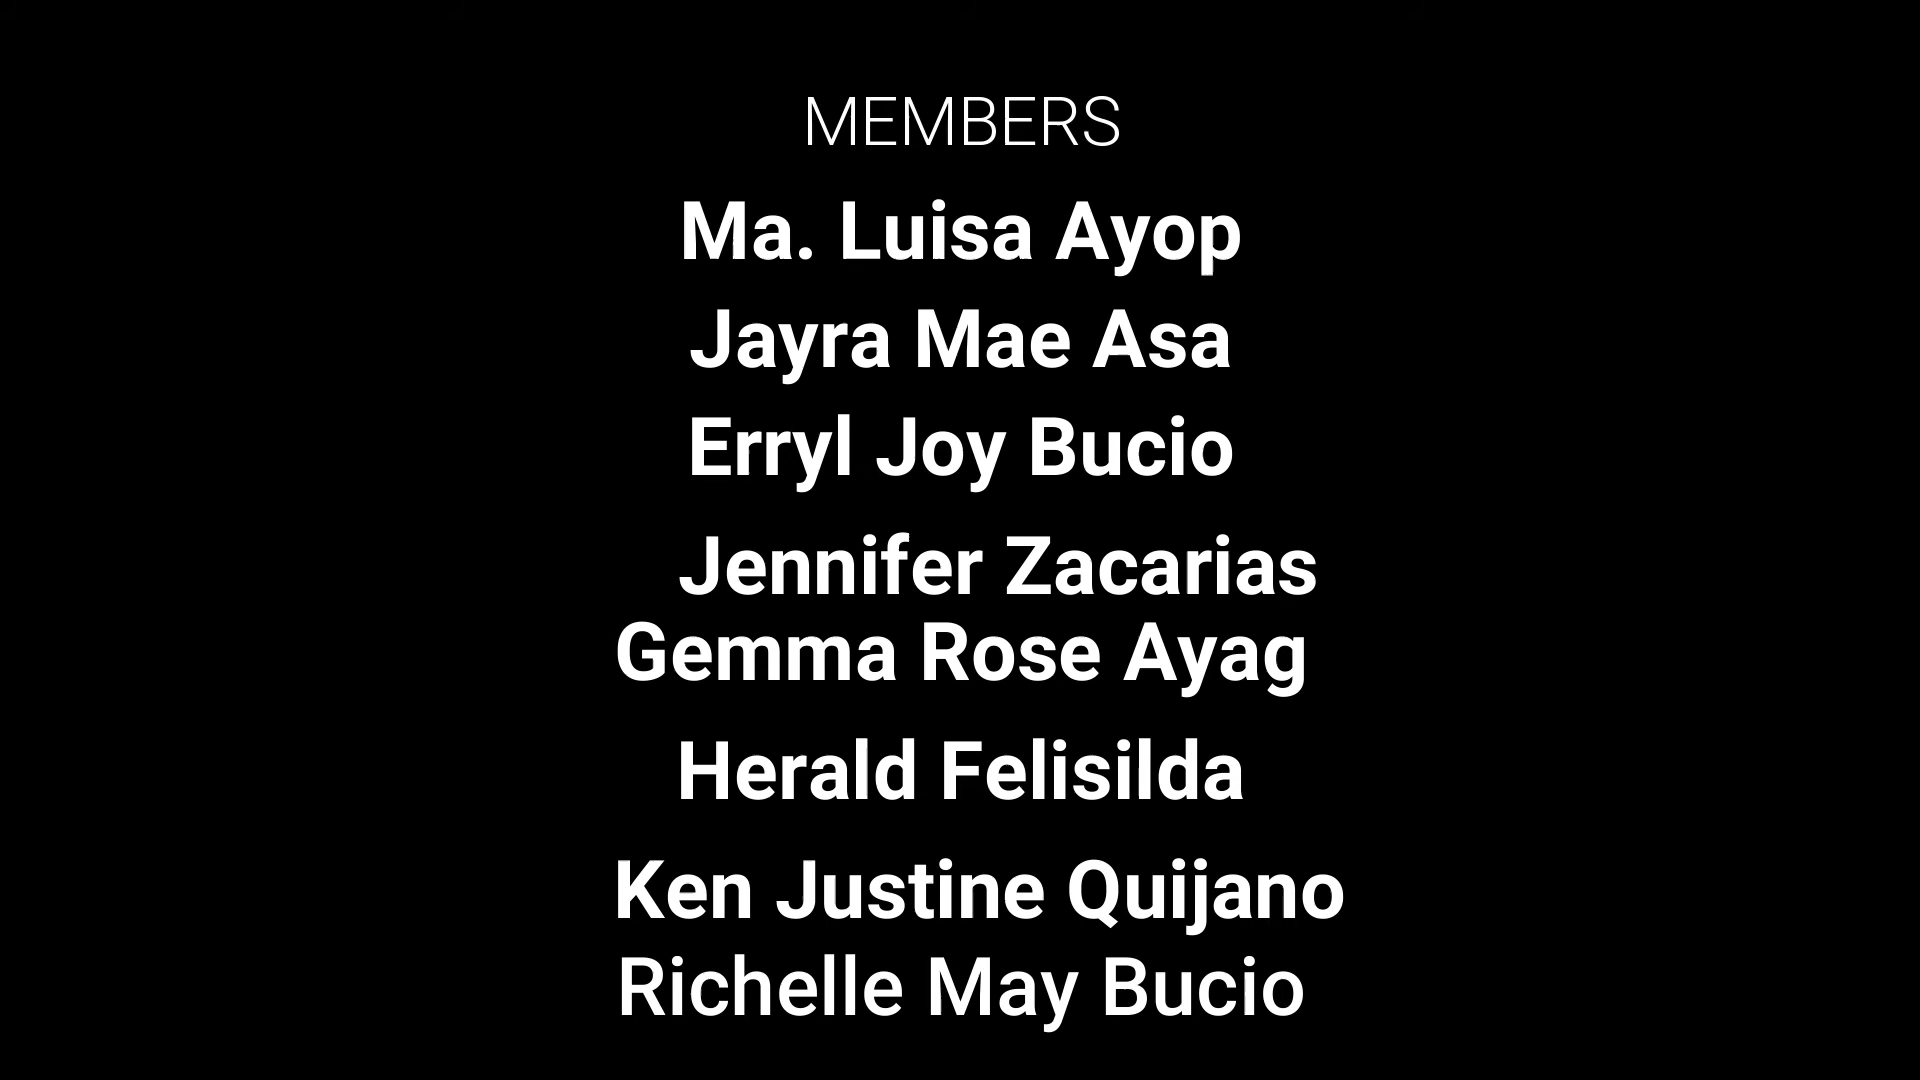 MEMBERS
Ma. Luisa Ayop
Jayra Mae Asa
Erryl Joy Bucio
Jennifer Zacarias
Gemma Rose Ayag
Herald Felisilda
Ken Justine Quijano
Richelle May Bucio